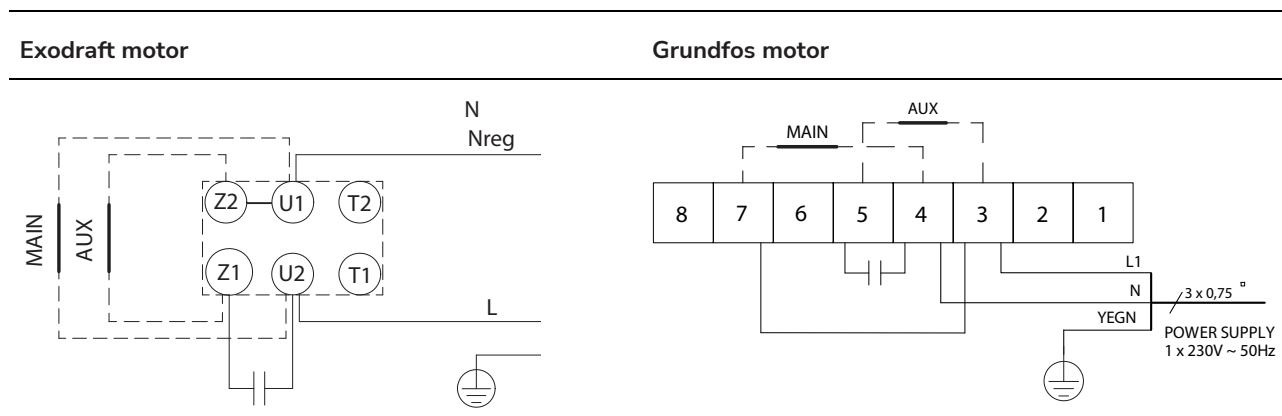 Exodraft motor
Grundfos motor
N
Nreg
MAIN
AUX
Z2
U1
T2
Z1
U2
T1
L
AUX
MAIN
8 7 6 5 4 3 2 1
L1
N
3 x 0,75 □
YEGN
POWER SUPPLY
1 x 230V ~ 50Hz